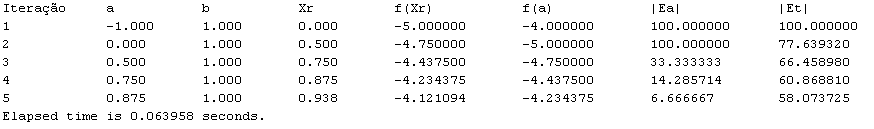 Iteração a b Xr f(Xr) f(a) |Ea| |Et|
1 -1.000 1.000 0.000 -5.000000 -4.000000 100.000000 100.000000
2 0.000 1.000 0.500 -4.750000 -5.000000 100.000000 77.639320
3 0.500 1.000 0.750 -4.437500 -4.750000 33.333333 66.458980
4 0.750 1.000 0.875 -4.234375 -4.437500 14.285714 60.868810
5 0.875 1.000 0.938 -4.121094 -4.234375 6.666667 58.073725
Elapsed time is 0.063958 seconds.